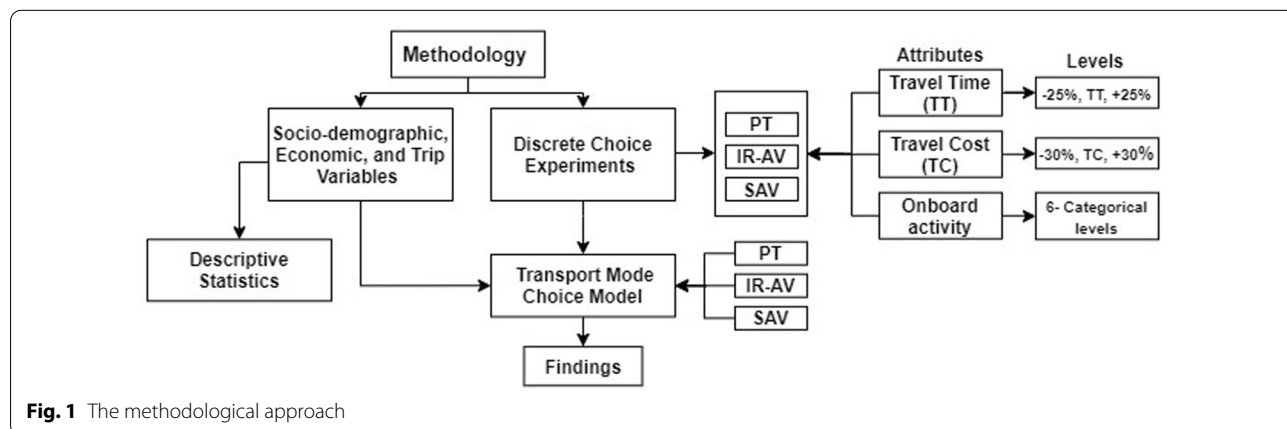 Methodology
Socio-demographic,
Economic, and Trip
Variables
Discrete Choice
Experiments
PT
IR-AV
SAV
Attributes
Travel Time
(TT)
Travel Cost
(TC)
Onboard
activity
Levels
-25%, TT, +25%
-30%, TC, +30%
6- Categorical
levels
Descriptive
Statistics
Transport Mode
Choice Model
PT
IR-AV
SAV
Findings
Fig. 1 The methodological approach